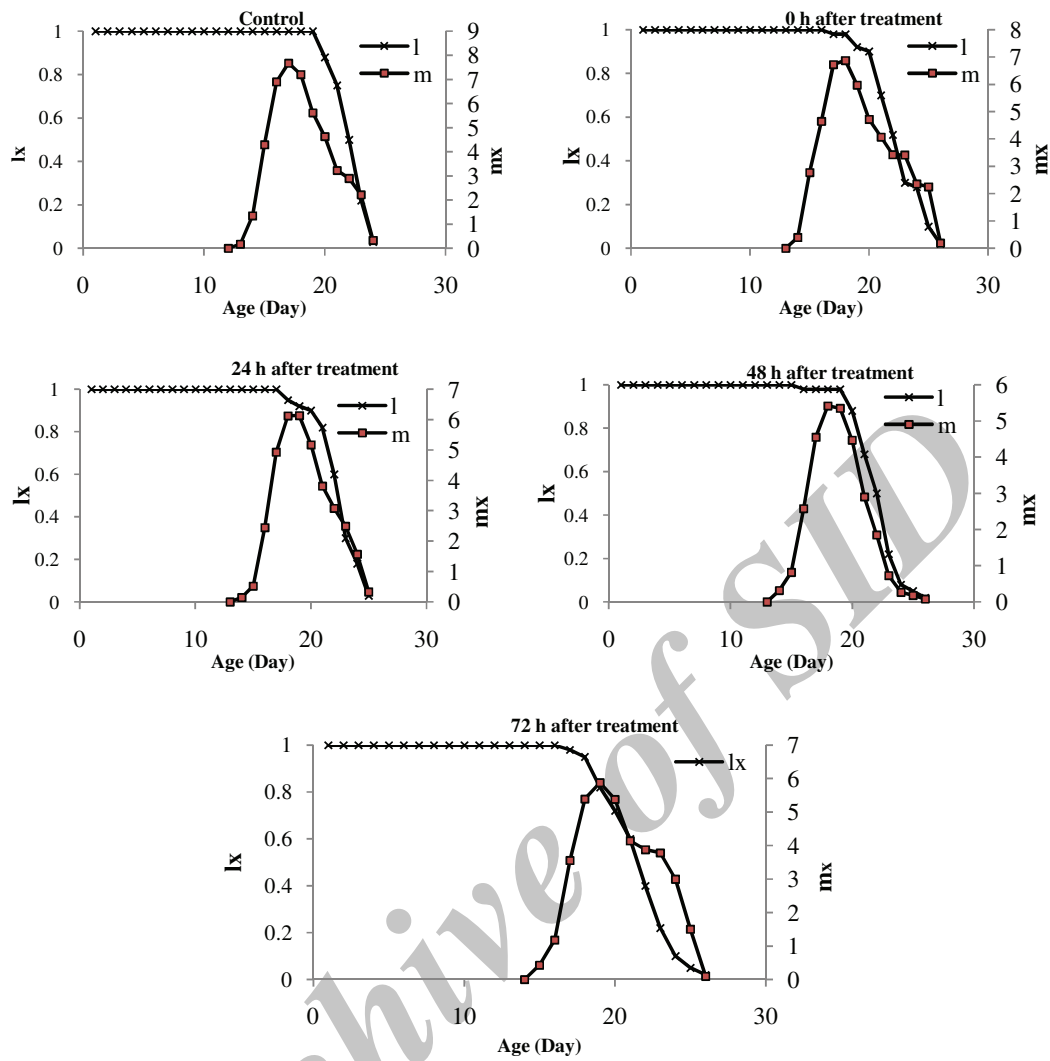 Control
1
0.8
0.6
0.4
0.2
0
lx
9
8
7
6
5
4
3
2
1
0
mx
l
m
0 10 20 30
Age (Day)
0 h after treatment
1
0.8
0.6
0.4
0.2
0
lx
8
7
6
5
4
3
2
1
0
mx
l
m
0 10 20 30
Age (Day)
24 h after treatment
1
0.8
0.6
0.4
0.2
0
lx
7
6
5
4
3
2
1
0
mx
l
m
0 10 20 30
Age (Day)
48 h after treatment
1
0.8
0.6
0.4
0.2
0
lx
6
5
4
3
2
1
0
mx
l
m
0 10 20 30
Age (Day)
72 h after treatment
1
0.8
0.6
0.4
0.2
0
lx
7
6
5
4
3
2
1
0
mx
lx
0 10 20 30
Age (Day)
hive of SID